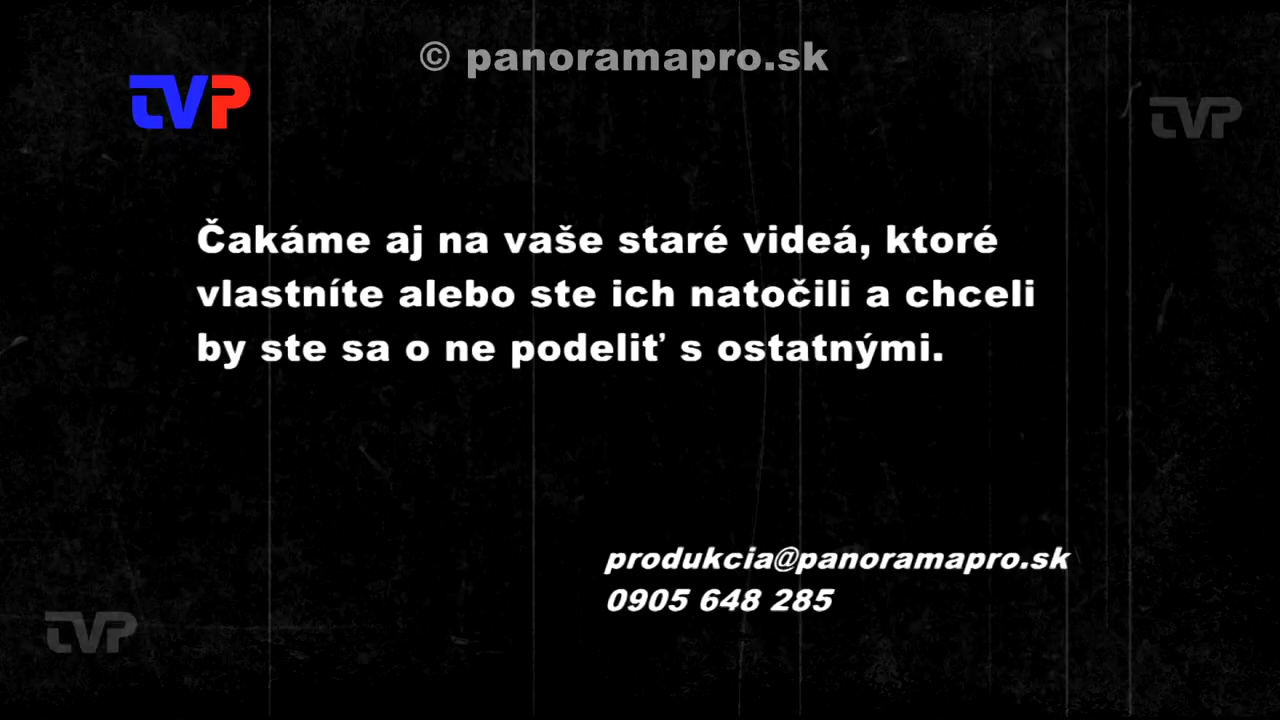 © panoramapro.sk
TVP
TVP
Čakáme aj na vaše staré videá, ktoré
vlastníte alebo ste ich natočili a chceli
by ste sa o ne podeliť s ostatnými.
produkcia@panoramapro.sk
0905 648 285
TVP